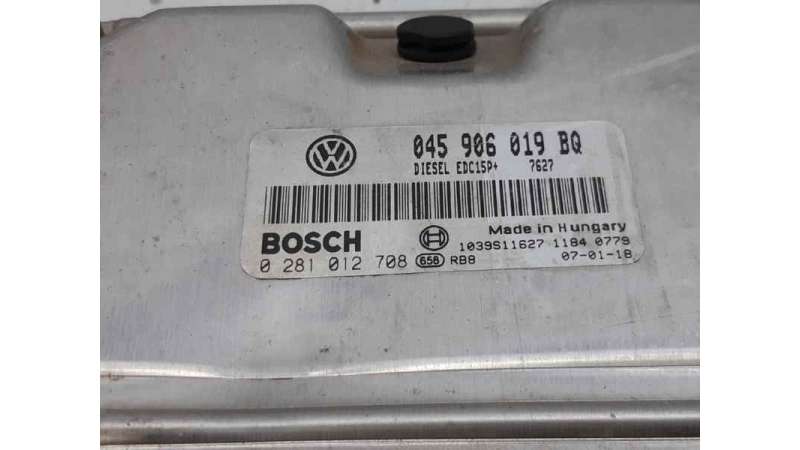 045 906 019 BQ
DIESEL EDC15P+ 7627
BOSCH
Made in Hungary
1039S11627 1184 0779
0 281 012 708 658 RB8 07-01-18